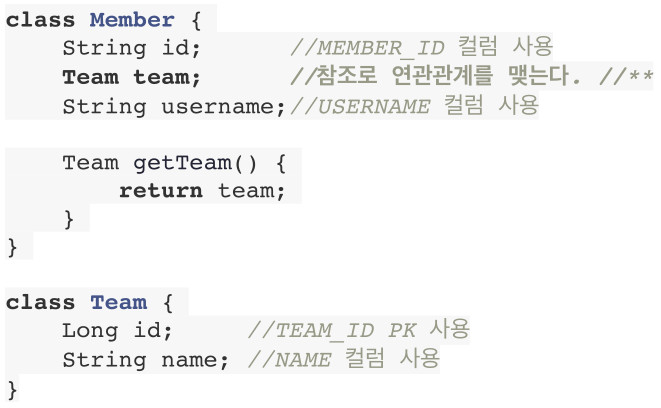 class Member {
    String id;        //MEMBER_ID 컬럼 사용
    Team team;        //참조로 연관관계를 맺는다. //**
    String username;//USERNAME 컬럼 사용

    Team getTeam() {
        return team;
    }
}

class Team {
    Long id;      //TEAM_ID PK 사용
    String name; //NAME 컬럼 사용
}